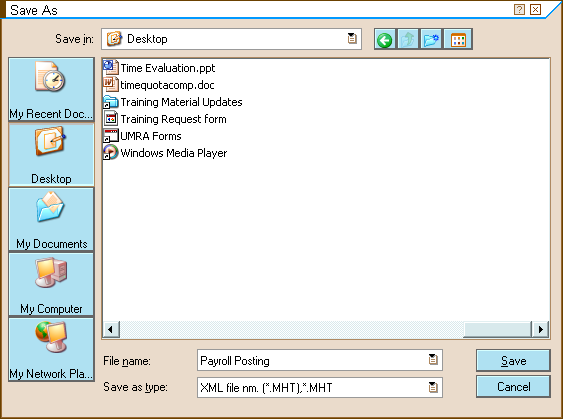 Save As
Save in: Desktop
Time Evaluation.ppt
timequotacomp.doc
Training Material Updates
Training Request form
UMRA Forms
Windows Media Player
My Recent Doc...
Desktop
My Documents
My Computer
My Network Pla...
File name: Payroll Posting Save
Save as type: XML file nm. (*.MHT),*.MHT Cancel